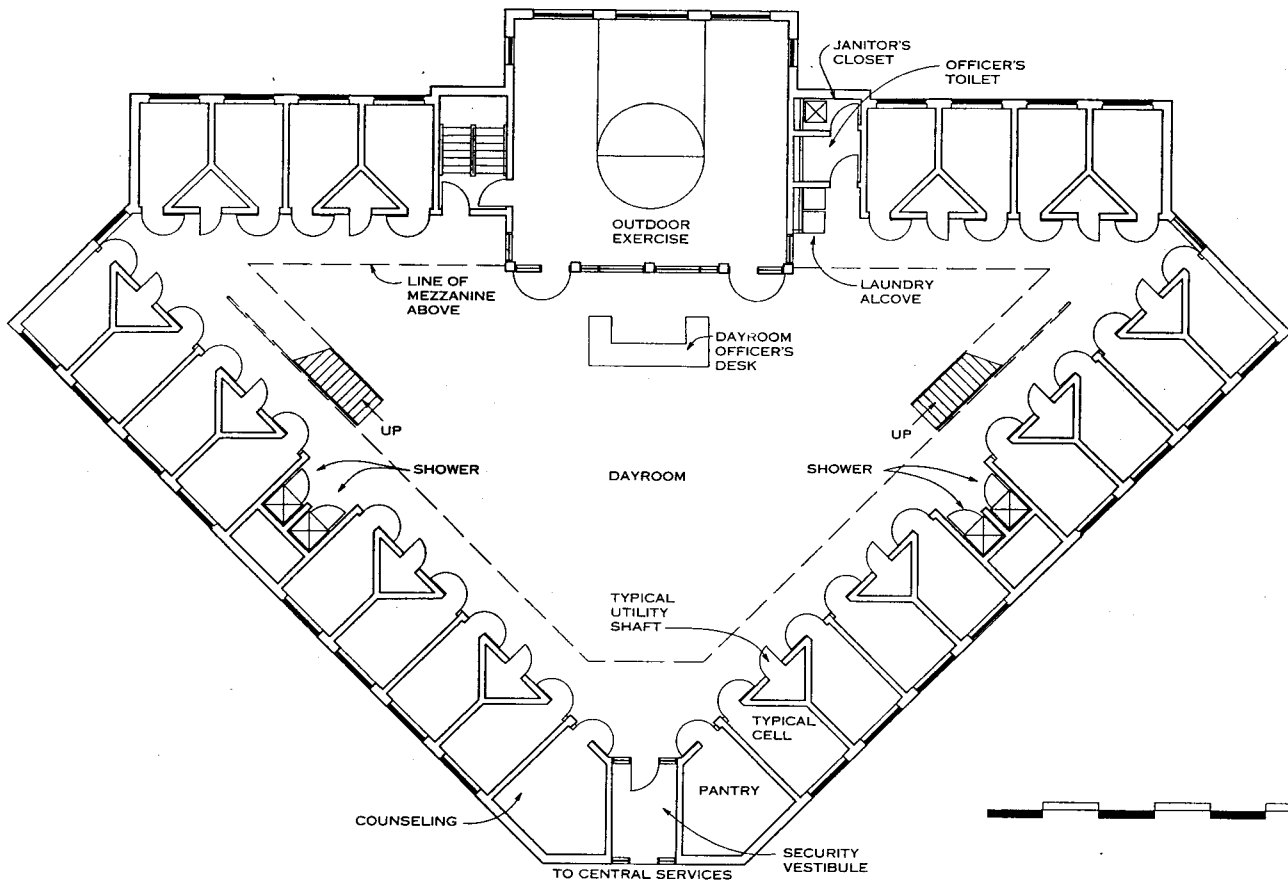 JANITOR'S
CLOSET
OFFICER'S
TOILET
OUTDOOR
EXERCISE
LINE OF
MEZZANINE
ABOVE
LAUNDRY
ALCOVE
DAYROOM
OFFICER'S
DESK
UP
UP
SHOWER
DAYROOM
SHOWER
TYPICAL
UTILITY
SHAFT
TYPICAL
CELL
PANTRY
COUNSELING
SECURITY
VESTIBULE
TO CENTRAL SERVICES